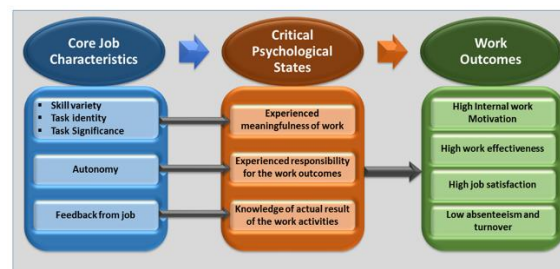 Core Job
Characteristics
Critical
Psychological
States
Work
Outcomes
▪ Skill variety
▪ Task identity
▪ Task Significance
Autonomy
Feedback from job
Experienced
meaningfulness of work
Experienced responsibility
for the work outcomes
Knowledge of actual result
of the work activities
High Internal work
Motivation
High work effectiveness
High job satisfaction
Low absenteeism and
turnover